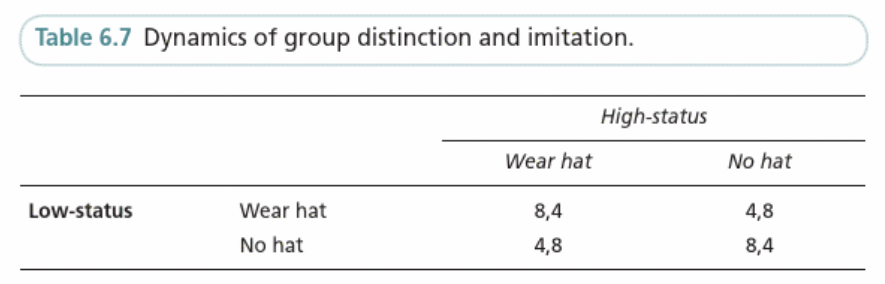 Table 6.7 Dynamics of group distinction and imitation.
High-status
Wear hat No hat
Low-status Wear hat 8,4 4,8
No hat 4,8 8,4